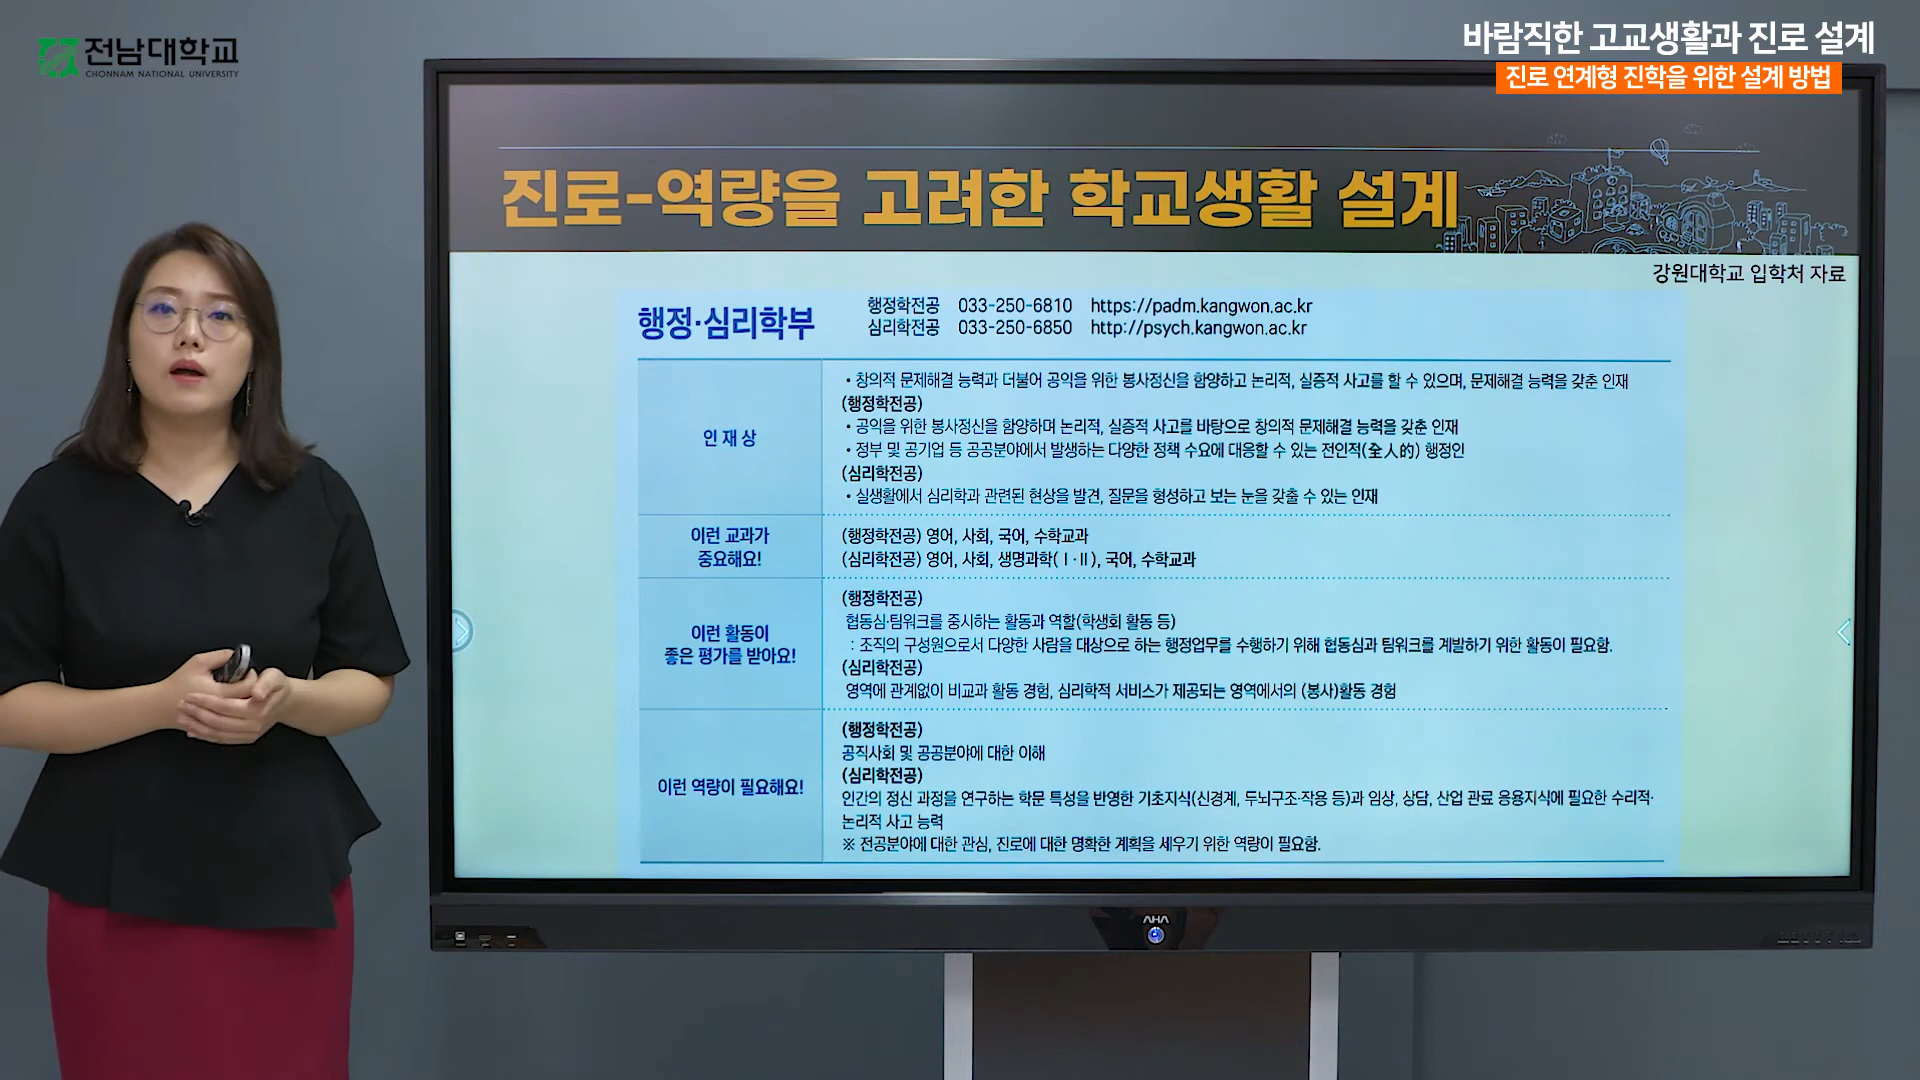 전남대학교
CHONNAM NATIONAL UNIVERSITY
바람직한 고교생활과 진로 설계
진로 연계형 진학을 위한 설계 방법
진로-역량을 고려한 학교생활 설계
강원대학교 입학처 자료
행정·심리학부
행정학전공 033-250-6810 https://padm.kangwon.ac.kr
심리학전공 033-250-6850 http://psych.kangwon.ac.kr
인 재 상
• 창의적 문제해결 능력과 더불어 공익을 위한 봉사정신을 함양하고 논리적, 실증적 사고를 할 수 있으며, 문제해결 능력을 갖춘 인재
(행정학전공)
• 공익을 위한 봉사정신을 함양하며 논리적, 실증적 사고를 바탕으로 창의적 문제해결 능력을 갖춘 인재
• 정부 및 공기업 등 공공분야에서 발생하는 다양한 정책 수요에 대응할 수 있는 전인적(全人的) 행정인
(심리학전공)
• 실생활에서 심리학과 관련된 현상을 발견, 질문을 형성하고 보는 눈을 갖출 수 있는 인재
이런 교과가
중요해요!
(행정학전공) 영어, 사회, 국어, 수학교과
(심리학전공) 영어, 사회, 생명과학(Ⅰ·Ⅱ), 국어, 수학교과
이런 활동이
좋은 평가를 받아요!
(행정학전공)
협동심·팀워크를 중시하는 활동과 역할(학생회 활동 등)
: 조직의 구성원으로서 다양한 사람을 대상으로 하는 행정업무를 수행하기 위해 협동심과 팀워크를 계발하기 위한 활동이 필요함.
(심리학전공)
영역에 관계없이 비교과 활동 경험, 심리학적 서비스가 제공되는 영역에서의 (봉사)활동 경험
이런 역량이 필요해요!
(행정학전공)
공직사회 및 공공분야에 대한 이해
(심리학전공)
인간의 정신 과정을 연구하는 학문 특성을 반영한 기초지식(신경계, 두뇌구조·작용 등)과 임상, 상담, 산업 관료 응용지식에 필요한 수리적·
논리적 사고 능력
※ 전공분야에 대한 관심, 진로에 대한 명확한 계획을 세우기 위한 역량이 필요함.
AHA